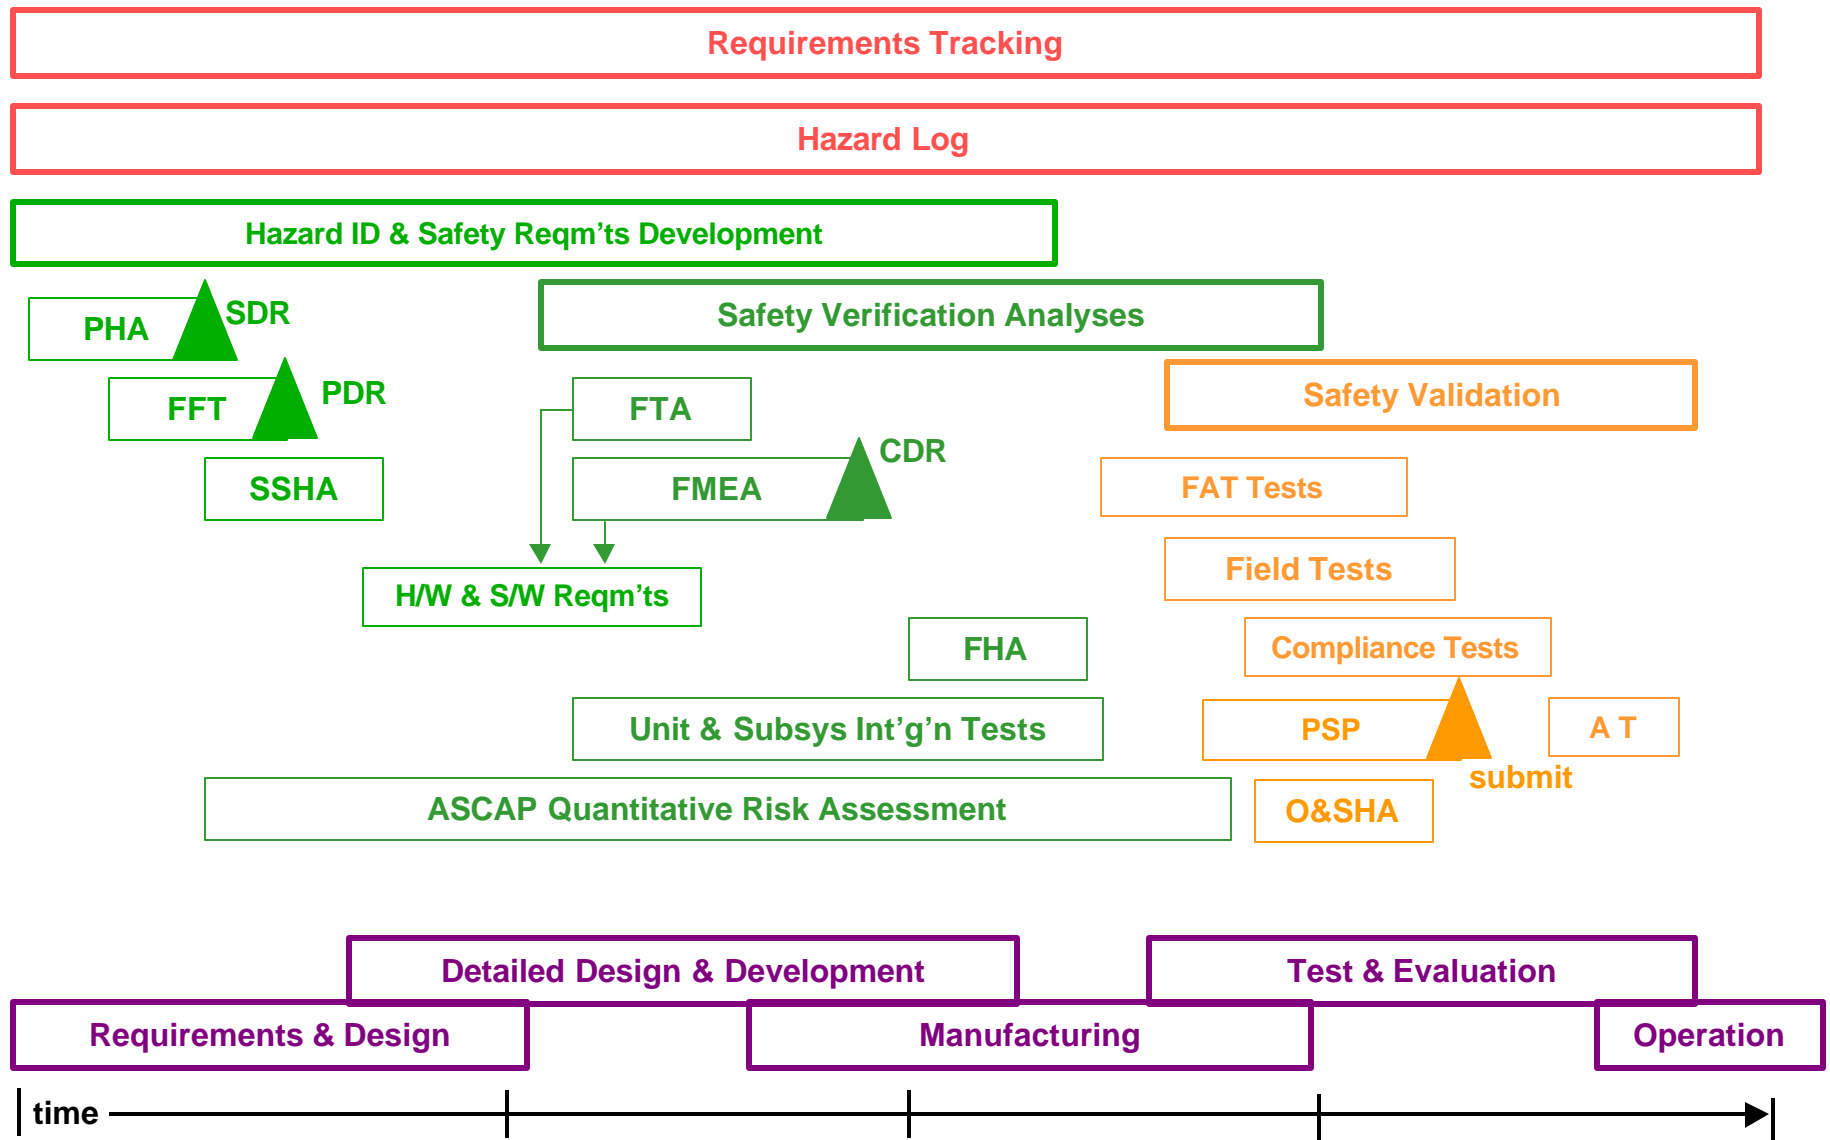 Requirements Tracking
Hazard Log
Hazard ID & Safety Reqm’ts Development
PHA
SDR
Safety Verification Analyses
FFT
PDR
FTA
Safety Validation
SSHA
FMEA
CDR
FAT Tests
Field Tests
H/W & S/W Reqm’ts
FHA
Compliance Tests
Unit & Subsys Int’g’n Tests
PSP
A T
submit
ASCAP Quantitative Risk Assessment
O&SHA
Detailed Design & Development
Test & Evaluation
Requirements & Design
Manufacturing
Operation
time